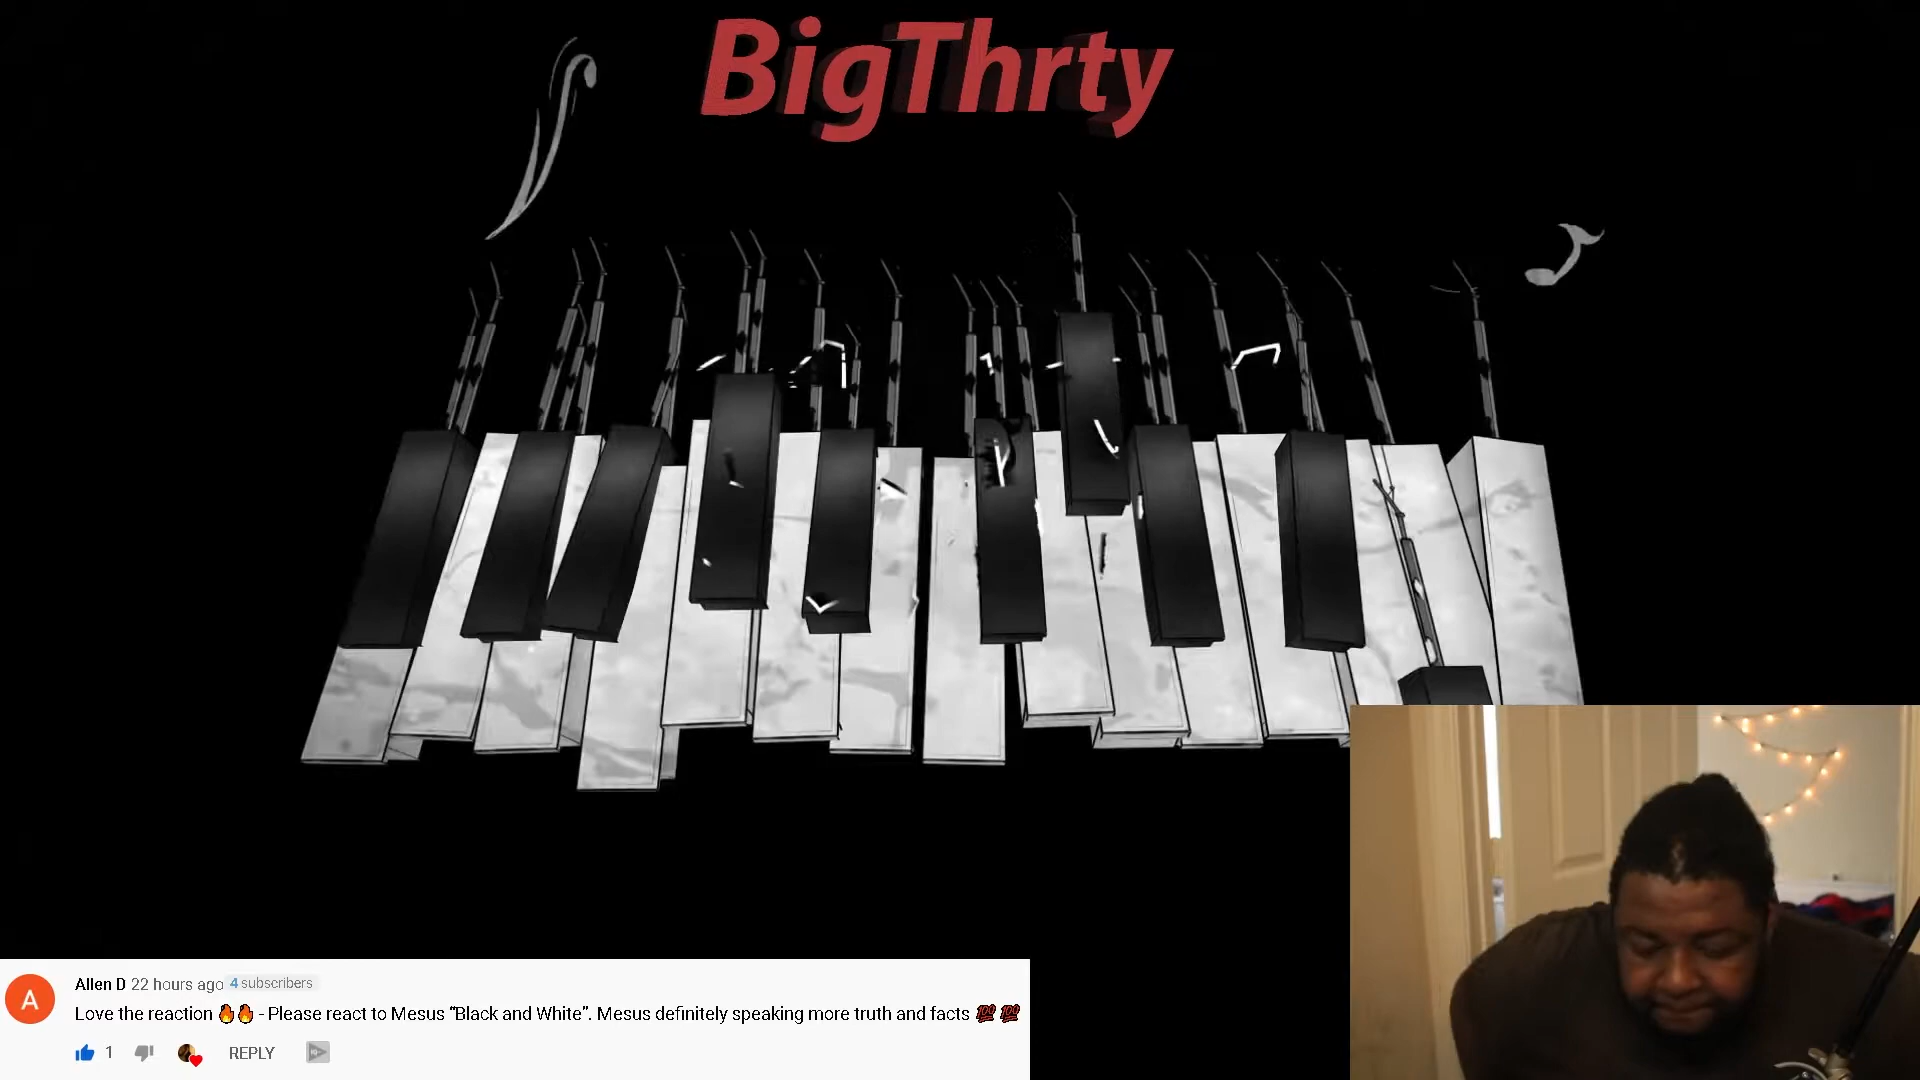 BigThrty
A
Allen D 22 hours ago 4 subscribers
Love the reaction 🔥🔥 - Please react to Mesus “Black and White”. Mesus definitely speaking more truth and facts 💯 💯
1 REPLY